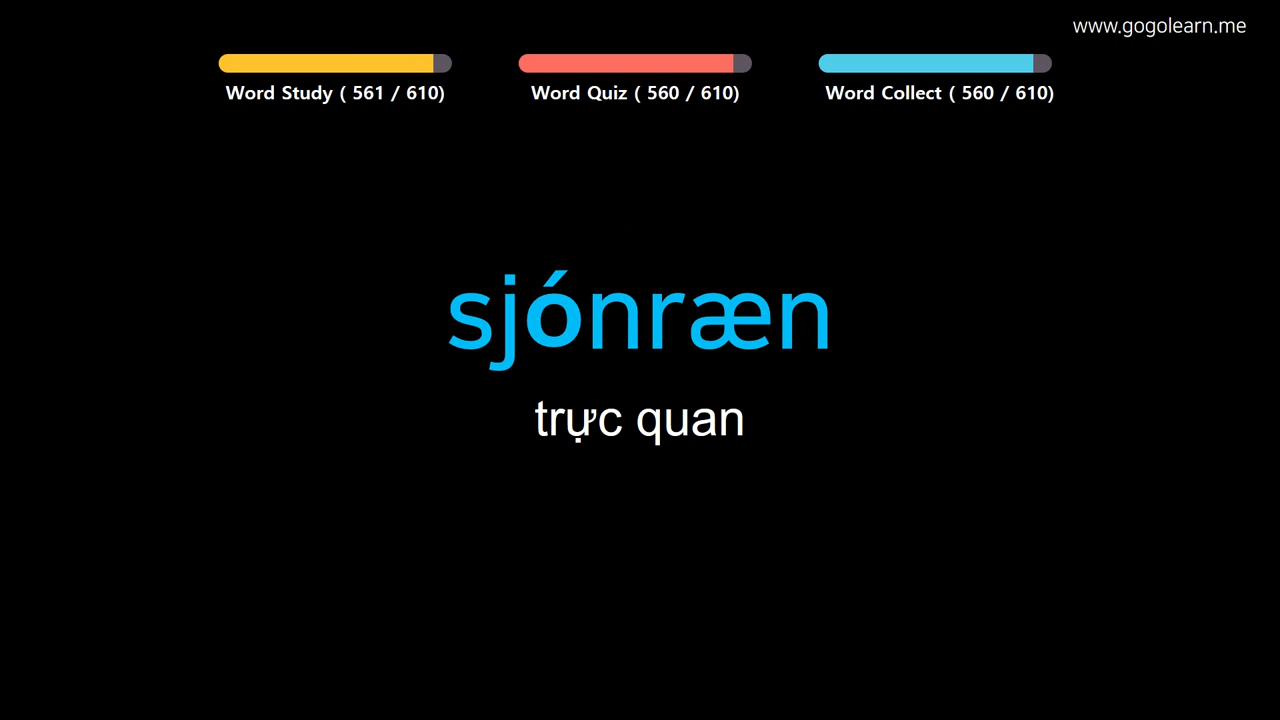 www.gogolearn.me
Word Study ( 561 / 610)
Word Quiz ( 560 / 610)
Word Collect ( 560 / 610)
sjónræn
trực quan